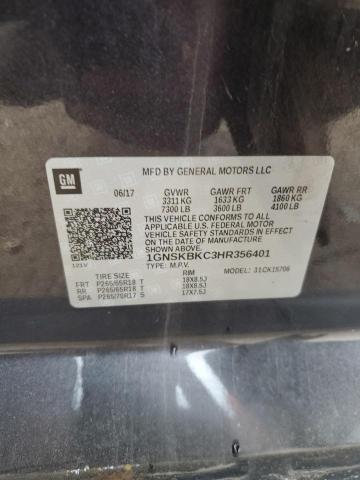 GM
MFD BY GENERAL MOTORS LLC
06/17 GVWR GAWR FRT GAWR RR
3311 KG 1633 KG 1860 KG
7300 LB 3600 LB 4100 LB
THIS VEHICLE CONFORMS TO ALL
APPLICABLE U.S. FEDERAL MOTOR
VEHICLE SAFETY STANDARDS IN EFFECT ON THE
DATE OF MANUFACTURE SHOWN ABOVE.
1GNSKBKC3HR356401
121V TYPE: M.P.V. MODEL: 31CK15706
TIRE SIZE RIM
FRT P265/65R18 T 18X8.5J
RR P265/65R18 T 18X8.5J
SPA P265/70R17 S 17X7.5J